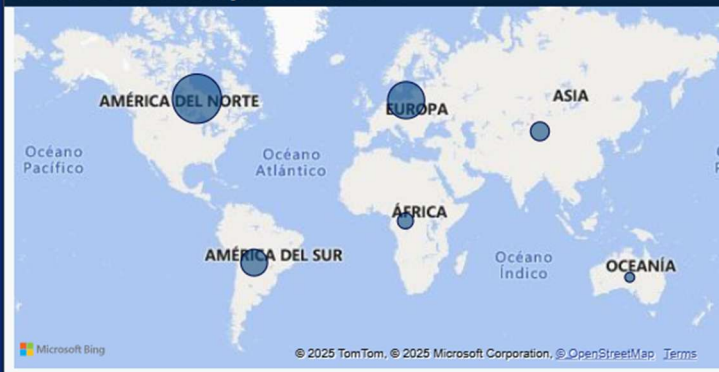 AMÉRICA DEL NORTE
EUROPA
ASIA
Océano
Pacífico
Océano
Atlántico
ÁFRICA
AMÉRICA DEL SUR
Océano
Índico
OCEANÍA
Microsoft Bing
© 2025 TomTom, © 2025 Microsoft Corporation, © OpenStreetMap Terms